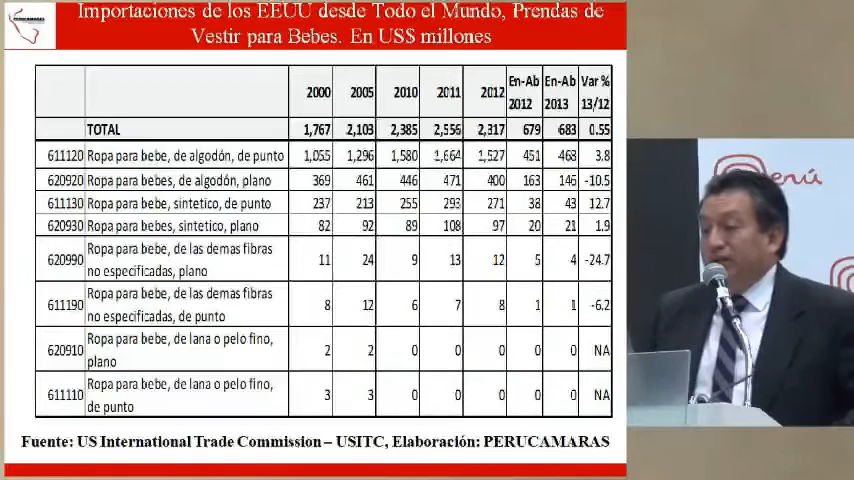 PERUCAMARAS
Importaciones de los EEUU desde Todo el Mundo, Prendas de
Vestir para Bebes. En US$ millones
2000 2005 2010 2011 2012 En-Ab 2012 En-Ab 2013 Var % 13/12
TOTAL 1,767 2,103 2,385 2,556 2,317 679 683 0.55
611120 Ropa para bebe, de algodón, de punto 1,055 1,296 1,580 1,664 1,527 451 468 3.8
620920 Ropa para bebes, de algodón, plano 369 461 446 471 400 163 146 -10.5
611130 Ropa para bebe, sintetico, de punto 237 213 255 293 271 38 43 12.7
620930 Ropa para bebes, sintetico, plano 82 92 89 108 97 20 21 1.9
620990 Ropa para bebe, de las demas fibras no especificadas, plano 11 24 9 13 12 5 4 -24.7
611190 Ropa para bebe, de las demas fibras no especificadas, de punto 8 12 6 7 8 1 1 -6.2
620910 Ropa para bebe, de lana o pelo fino, plano 2 2 0 0 0 0 0 NA
611110 Ropa para bebe, de lana o pelo fino, de punto 3 3 0 0 0 0 0 NA
Fuente: US International Trade Commission – USITC, Elaboración: PERUCAMARAS
Perú